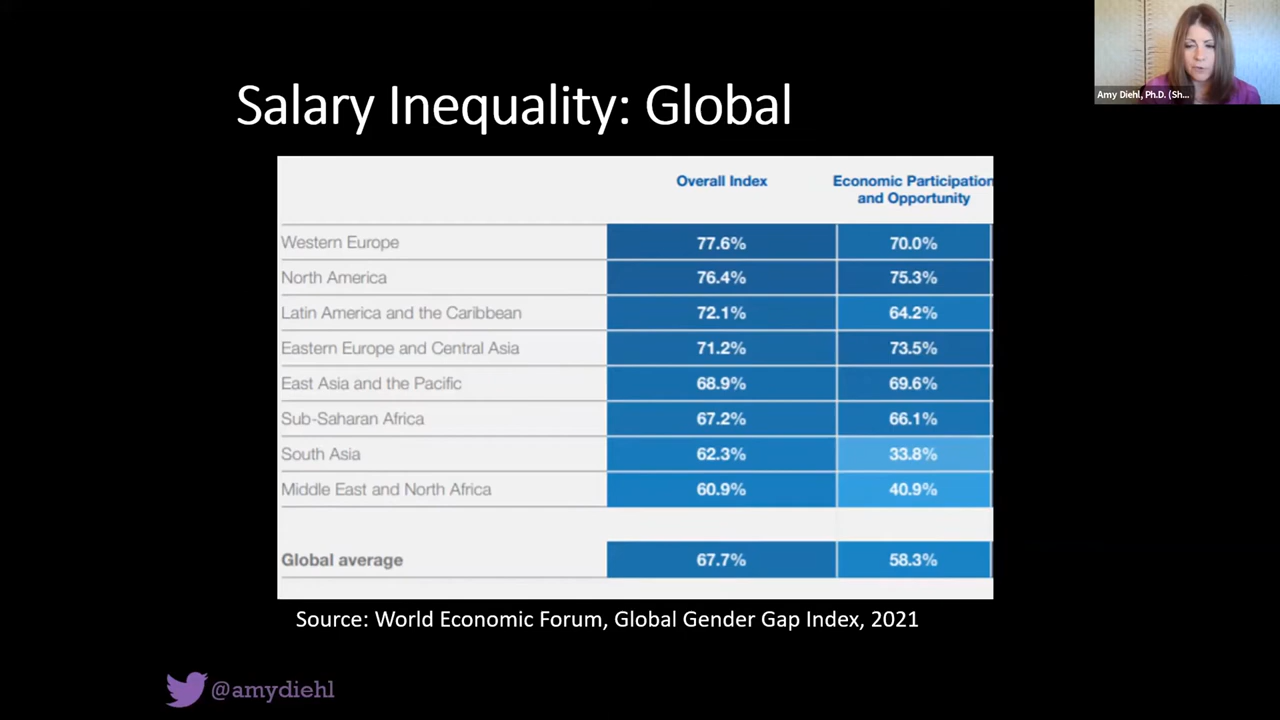 Amy Diehl, Ph.D. (Sh...
Salary Inequality: Global
Overall Index
Economic Participation
and Opportunity
Western Europe 77.6% 70.0%
North America 76.4% 75.3%
Latin America and the Caribbean 72.1% 64.2%
Eastern Europe and Central Asia 71.2% 73.5%
East Asia and the Pacific 68.9% 69.6%
Sub-Saharan Africa 67.2% 66.1%
South Asia 62.3% 33.8%
Middle East and North Africa 60.9% 40.9%
Global average 67.7% 58.3%
Source: World Economic Forum, Global Gender Gap Index, 2021
@amydiehl